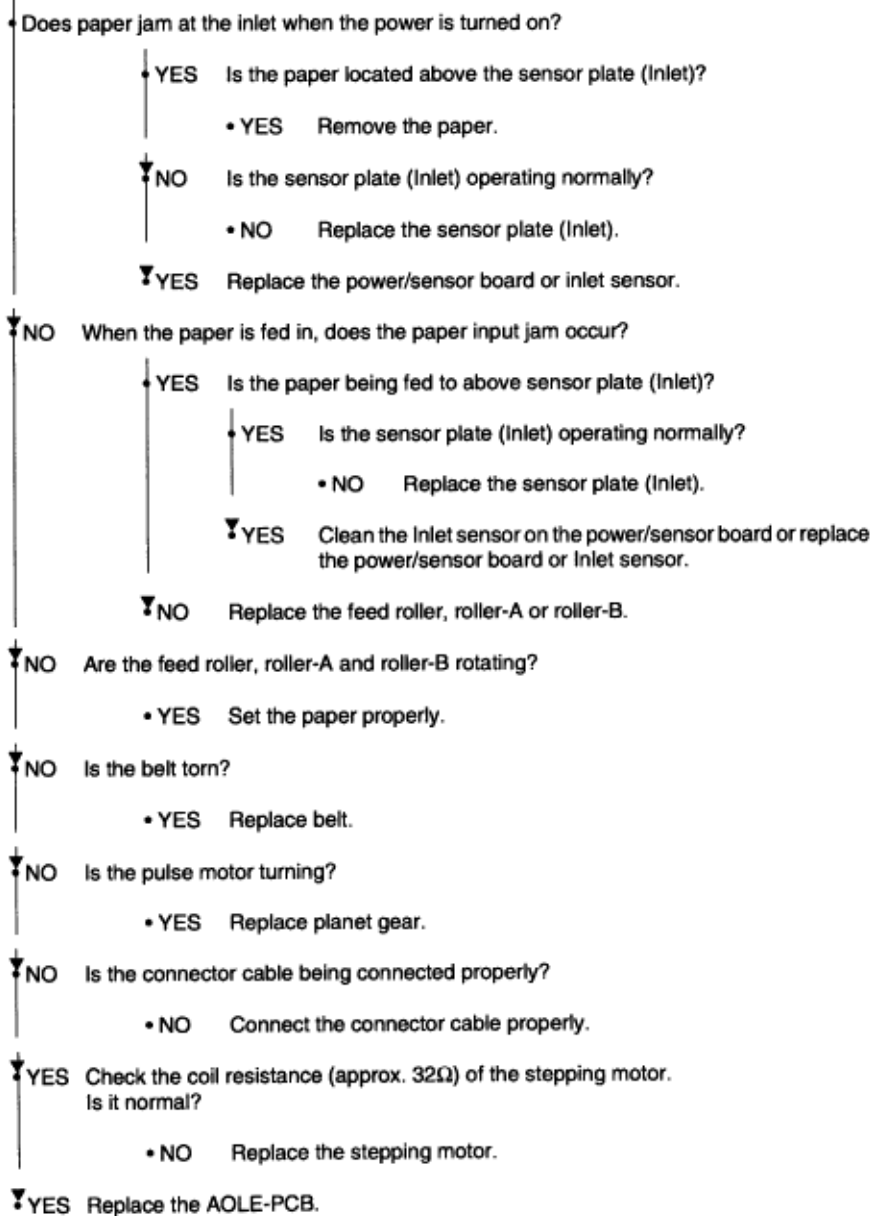 • Does paper jam at the inlet when the power is turned on?
• YES Is the paper located above the sensor plate (Inlet)?
• YES Remove the paper.
NO Is the sensor plate (Inlet) operating normally?
• NO Replace the sensor plate (Inlet).
YES Replace the power/sensor board or inlet sensor.
NO When the paper is fed in, does the paper input jam occur?
• YES Is the paper being fed to above sensor plate (Inlet)?
• YES Is the sensor plate (Inlet) operating normally?
• NO Replace the sensor plate (Inlet).
YES Clean the Inlet sensor on the power/sensor board or replace
the power/sensor board or Inlet sensor.
NO Replace the feed roller, roller-A or roller-B.
NO Are the feed roller, roller-A and roller-B rotating?
• YES Set the paper properly.
NO Is the belt torn?
• YES Replace belt.
NO Is the pulse motor turning?
• YES Replace planet gear.
NO Is the connector cable being connected properly?
• NO Connect the connector cable properly.
YES Check the coil resistance (approx. 32Ω) of the stepping motor.
Is it normal?
• NO Replace the stepping motor.
YES Replace the AOLE-PCB.